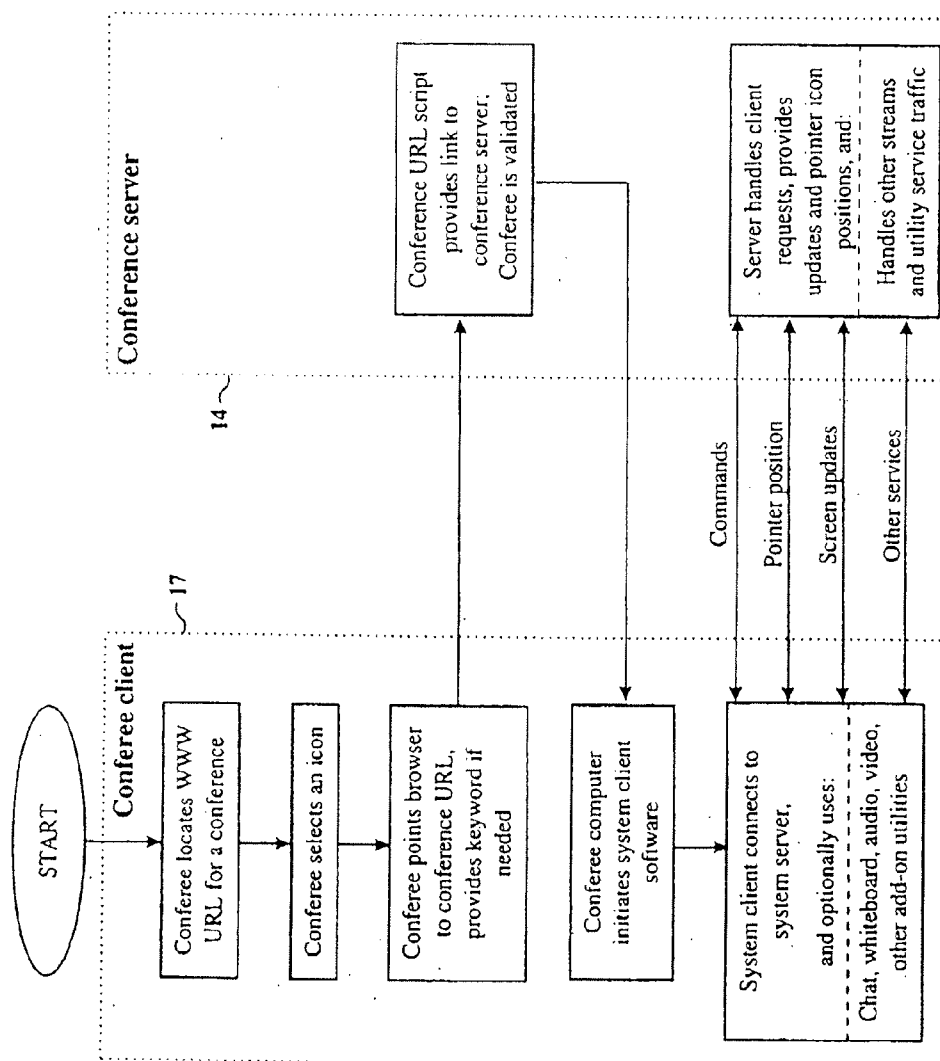 START
Conferee client
17
Conferee locates WWW
URL for a conference
Conferee selects an icon
Conferee points browser
to conference URL,
provides keyword if
needed
Conferee computer
initiates system client
software
System client connects to
system server,
and optionally uses:
Chat, whiteboard, audio, video,
other add-on utilities
Commands
Pointer position
Screen updates
Other services
14
Conference server
Conference URL script
provides link to
conference server;
Conferee is validated
Server handles client
requests, provides
updates and pointer icon
positions, and:
Handles other streams
and utility service traffic